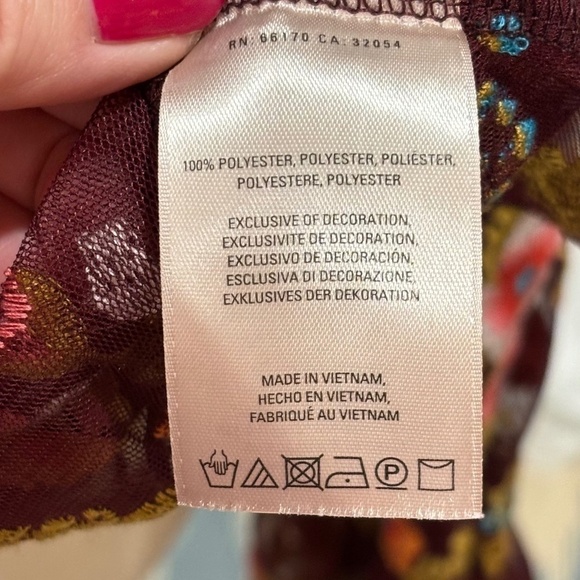 RN: 66170 CA: 32054
100% POLYESTER, POLYESTER, POLIÉSTER,
POLYESTERE, POLYESTER
EXCLUSIVE OF DECORATION,
EXCLUSIVITE DE DECORATION,
EXCLUSIVO DE DECORACIÓN,
ESCLUSIVA DI DECORAZIONE,
EXKLUSIVES DER DEKORATION
MADE IN VIETNAM,
HECHO EN VIETNAM,
FABRIQUÉ AU VIETNAM
P